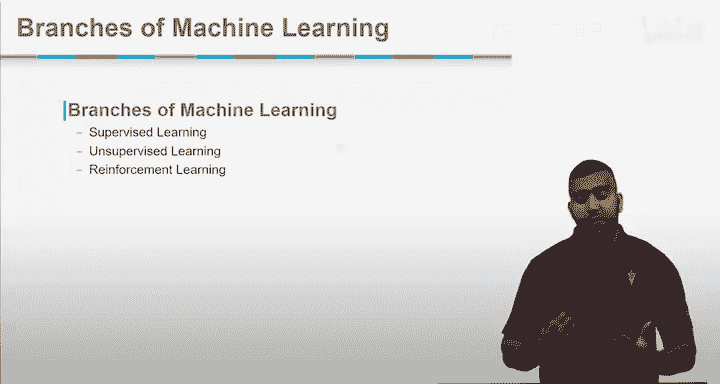 Branches of Machine Learning
Branches of Machine Learning
– Supervised Learning
– Unsupervised Learning
– Reinforcement Learning